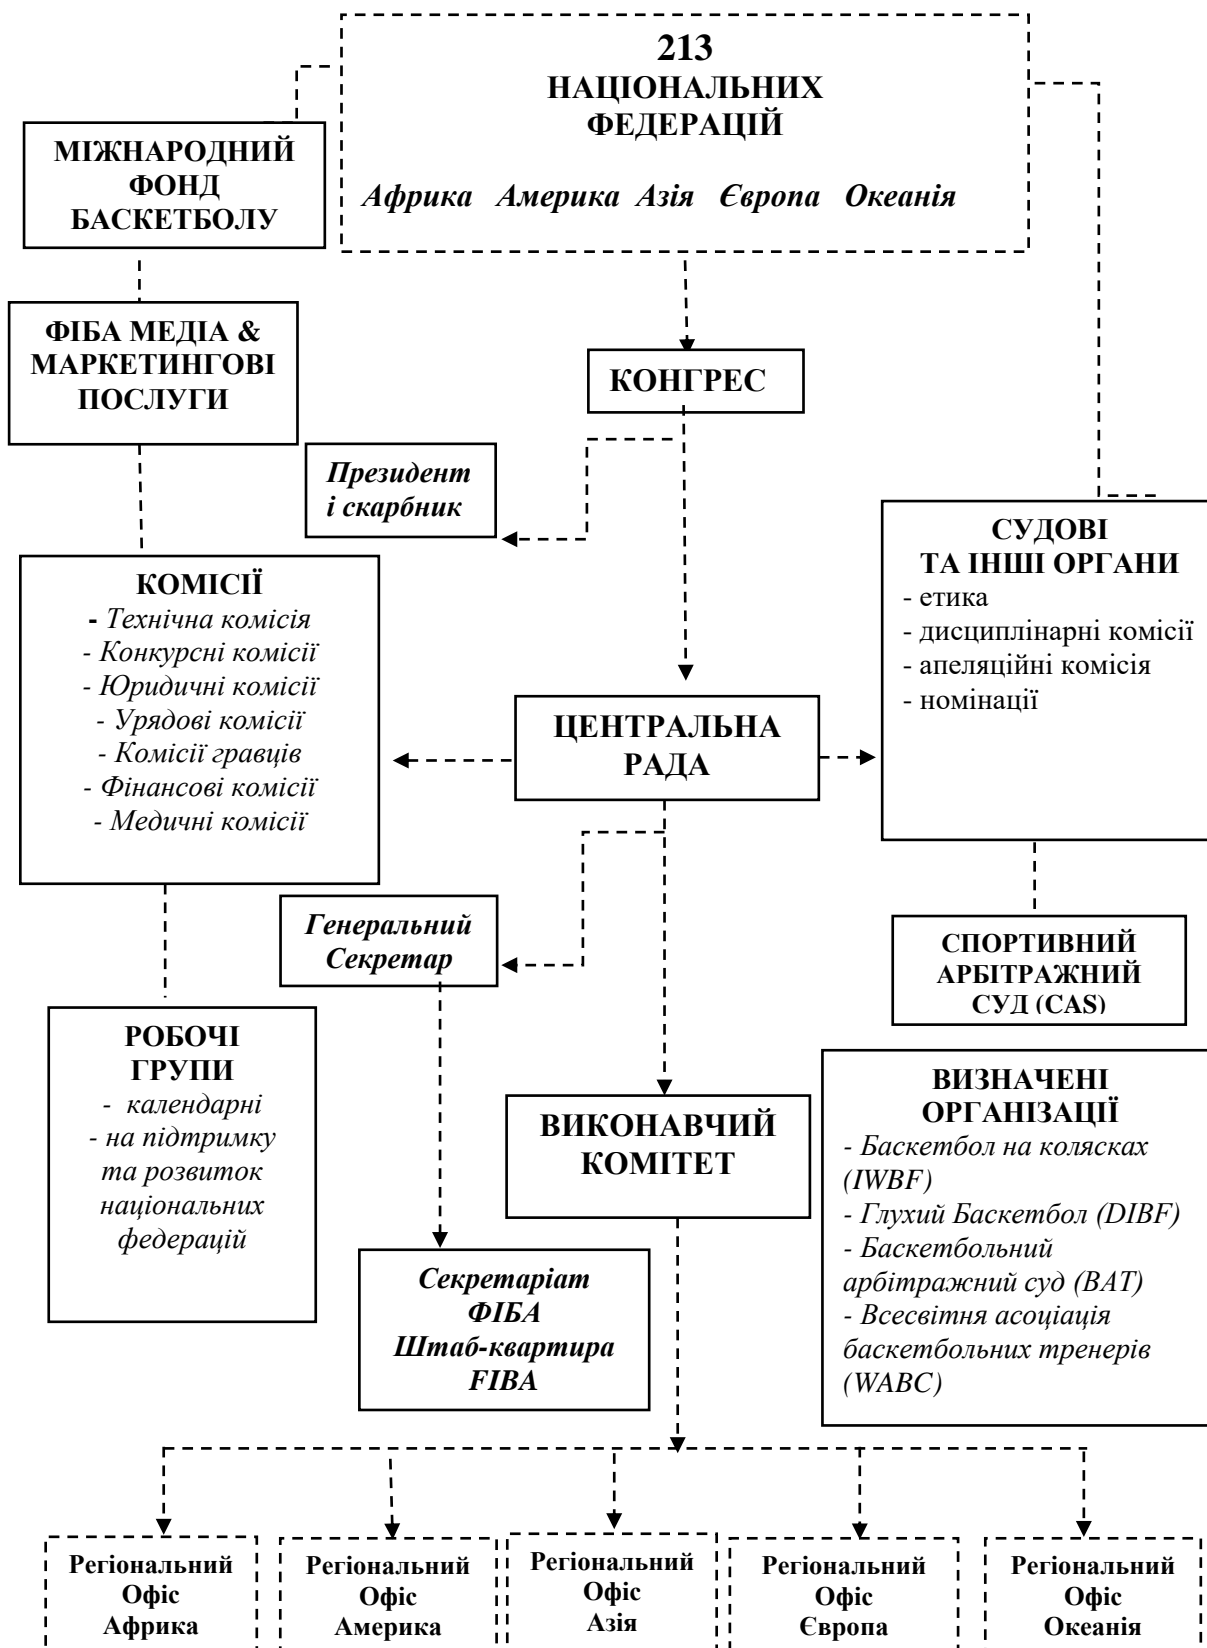 213
НАЦІОНАЛЬНИХ
ФЕДЕРАЦІЙ
Африка Америка Азія Європа Океанія
МІЖНАРОДНИЙ
ФОНД
БАСКЕТБОЛУ
ФІБА МЕДІА &
МАРКЕТИНГОВІ
ПОСЛУГИ
КОНГРЕС
Президент
і скарбник
СУДОВІ
ТА ІНШІ ОРГАНИ
- етика
- дисциплінарні комісії
- апеляційні комісія
- номінації
КОМІСІЇ
- Технічна комісія
- Конкурсні комісії
- Юридичні комісії
- Урядові комісії
- Комісії гравців
- Фінансові комісії
- Медичні комісії
ЦЕНТРАЛЬНА
РАДА
Генеральний
Секретар
СПОРТИВНИЙ
АРБІТРАЖНИЙ
СУД (CAS)
РОБОЧІ
ГРУПИ
- календарні
- на підтримку
та розвиток
національних
федерацій
ВИКОНАВЧИЙ
КОМІТЕТ
ВИЗНАЧЕНІ
ОРГАНІЗАЦІЇ
- Баскетбол на колясках
(IWBF)
- Глухий Баскетбол (DIBF)
- Баскетбольний
арбітражний суд (BAT)
- Всесвітня асоціація
баскетбольних тренерів
(WABC)
Секретаріат
ФІБА
Штаб-квартира
FIBA
Регіональний
Офіс
Африка
Регіональний
Офіс
Америка
Регіональний
Офіс
Азія
Регіональний
Офіс
Європа
Регіональний
Офіс
Океанія